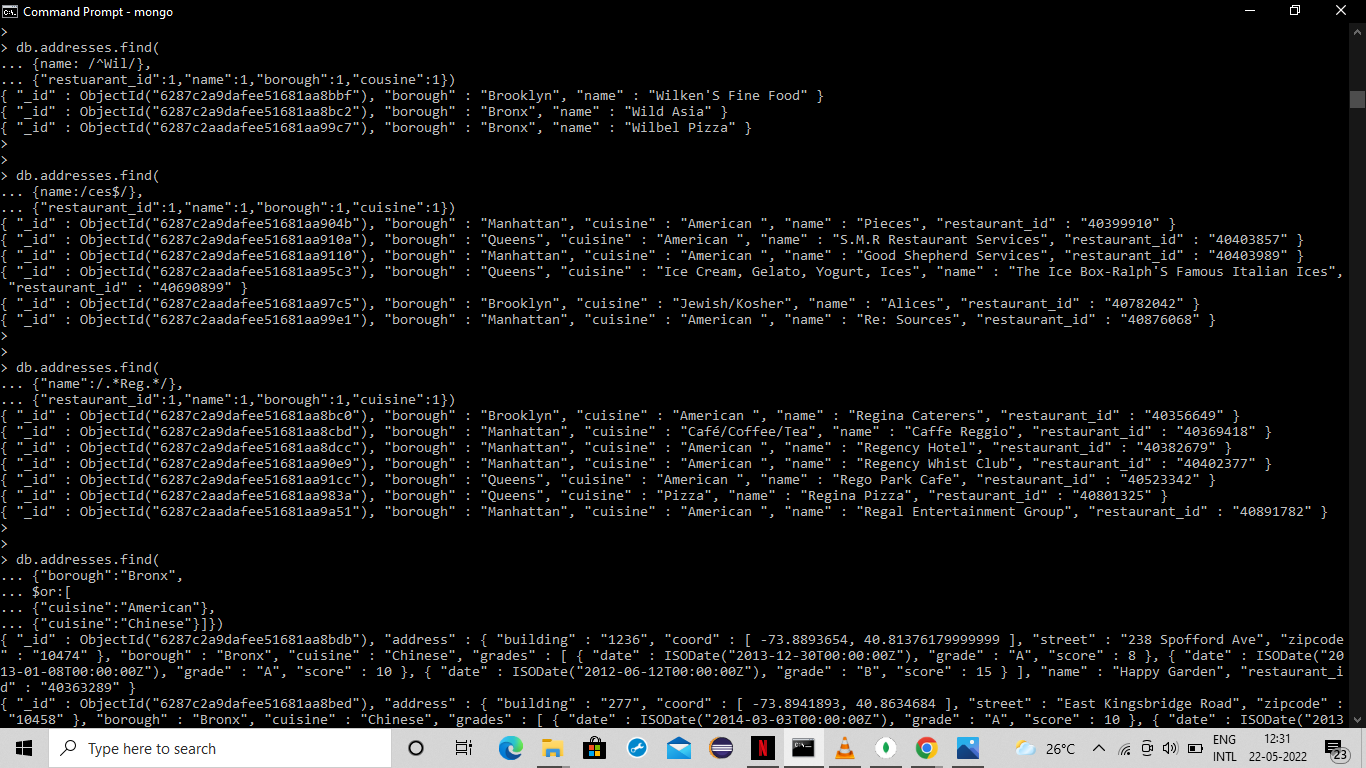 Command Prompt - mongo
>
> db.addresses.find(
... {name: /^Wil/},
... {"restuarant_id":1,"name":1,"borough":1,"cousine":1})
{ "_id" : ObjectId("6287c2a9dafee51681aa8bbf"), "borough" : "Brooklyn", "name" : "Wilken'S Fine Food" }
{ "_id" : ObjectId("6287c2a9dafee51681aa8bc2"), "borough" : "Bronx", "name" : "Wild Asia" }
{ "_id" : ObjectId("6287c2aadafee51681aa99c7"), "borough" : "Bronx", "name" : "Wilbel Pizza" }
>
>
> db.addresses.find(
... {name:/ces$/},
... {"restaurant_id":1,"name":1,"borough":1,"cuisine":1})
{ "_id" : ObjectId("6287c2a9dafee51681aa904b"), "borough" : "Manhattan", "cuisine" : "American ", "name" : "Pieces", "restaurant_id" : "40399910" }
{ "_id" : ObjectId("6287c2a9dafee51681aa910a"), "borough" : "Queens", "cuisine" : "American ", "name" : "S.M.R Restaurant Services", "restaurant_id" : "40403857" }
{ "_id" : ObjectId("6287c2a9dafee51681aa9110"), "borough" : "Manhattan", "cuisine" : "American ", "name" : "Good Shepherd Services", "restaurant_id" : "40403989" }
{ "_id" : ObjectId("6287c2a9dafee51681aa95c3"), "borough" : "Queens", "cuisine" : "Ice Cream, Gelato, Yogurt, Ices", "name" : "The Ice Box-Ralph'S Famous Italian Ices",
"restaurant_id" : "40690899" }
{ "_id" : ObjectId("6287c2aadafee51681aa97c5"), "borough" : "Brooklyn", "cuisine" : "Jewish/Kosher", "name" : "Alices", "restaurant_id" : "40782042" }
{ "_id" : ObjectId("6287c2aadafee51681aa99e1"), "borough" : "Manhattan", "cuisine" : "American ", "name" : "Re: Sources", "restaurant_id" : "40876068" }
>
>
> db.addresses.find(
... {"name":/.*Reg.*/},
... {"restaurant_id":1,"name":1,"borough":1,"cuisine":1})
{ "_id" : ObjectId("6287c2a9dafee51681aa8bc0"), "borough" : "Brooklyn", "cuisine" : "American ", "name" : "Regina Caterers", "restaurant_id" : "40356649" }
{ "_id" : ObjectId("6287c2a9dafee51681aa8cbd"), "borough" : "Manhattan", "cuisine" : "Café/Coffee/Tea", "name" : "Caffe Reggio", "restaurant_id" : "40369418" }
{ "_id" : ObjectId("6287c2a9dafee51681aa8dcc"), "borough" : "Manhattan", "cuisine" : "American ", "name" : "Regency Hotel", "restaurant_id" : "40382679" }
{ "_id" : ObjectId("6287c2a9dafee51681aa90e9"), "borough" : "Manhattan", "cuisine" : "American ", "name" : "Regency Whist Club", "restaurant_id" : "40402377" }
{ "_id" : ObjectId("6287c2a9dafee51681aa91cc"), "borough" : "Queens", "cuisine" : "American ", "name" : "Rego Park Cafe", "restaurant_id" : "40523342" }
{ "_id" : ObjectId("6287c2aadafee51681aa983a"), "borough" : "Queens", "cuisine" : "Pizza", "name" : "Regina Pizza", "restaurant_id" : "40801325" }
{ "_id" : ObjectId("6287c2aadafee51681aa9a51"), "borough" : "Manhattan", "cuisine" : "American ", "name" : "Regal Entertainment Group", "restaurant_id" : "40891782" }
>
>
> db.addresses.find(
... {"borough":"Bronx",
... $or:[
... {"cuisine":"American"},
... {"cuisine":"Chinese"}]})
{ "_id" : ObjectId("6287c2a9dafee51681aa8bdb"), "address" : { "building" : "1236", "coord" : [ -73.8893654, 40.81376179999999 ], "street" : "238 Spofford Ave", "zipcode
" : "10474" }, "borough" : "Bronx", "cuisine" : "Chinese", "grades" : [ { "date" : ISODate("2013-12-30T00:00:00Z"), "grade" : "A", "score" : 8 }, { "date" : ISODate("20
13-01-08T00:00:00Z"), "grade" : "A", "score" : 10 }, { "date" : ISODate("2012-06-12T00:00:00Z"), "grade" : "B", "score" : 15 } ], "name" : "Happy Garden", "restaurant_i
d" : "40363289" }
{ "_id" : ObjectId("6287c2a9dafee51681aa8bed"), "address" : { "building" : "277", "coord" : [ -73.8941893, 40.8634684 ], "street" : "East Kingsbridge Road", "zipcode" :
"10458" }, "borough" : "Bronx", "cuisine" : "Chinese", "grades" : [ { "date" : ISODate("2014-03-03T00:00:00Z"), "grade" : "A", "score" : 10 }, { "date" : ISODate("2013
Type here to search
26°C
ENG
INTL
12:31
22-05-2022
23